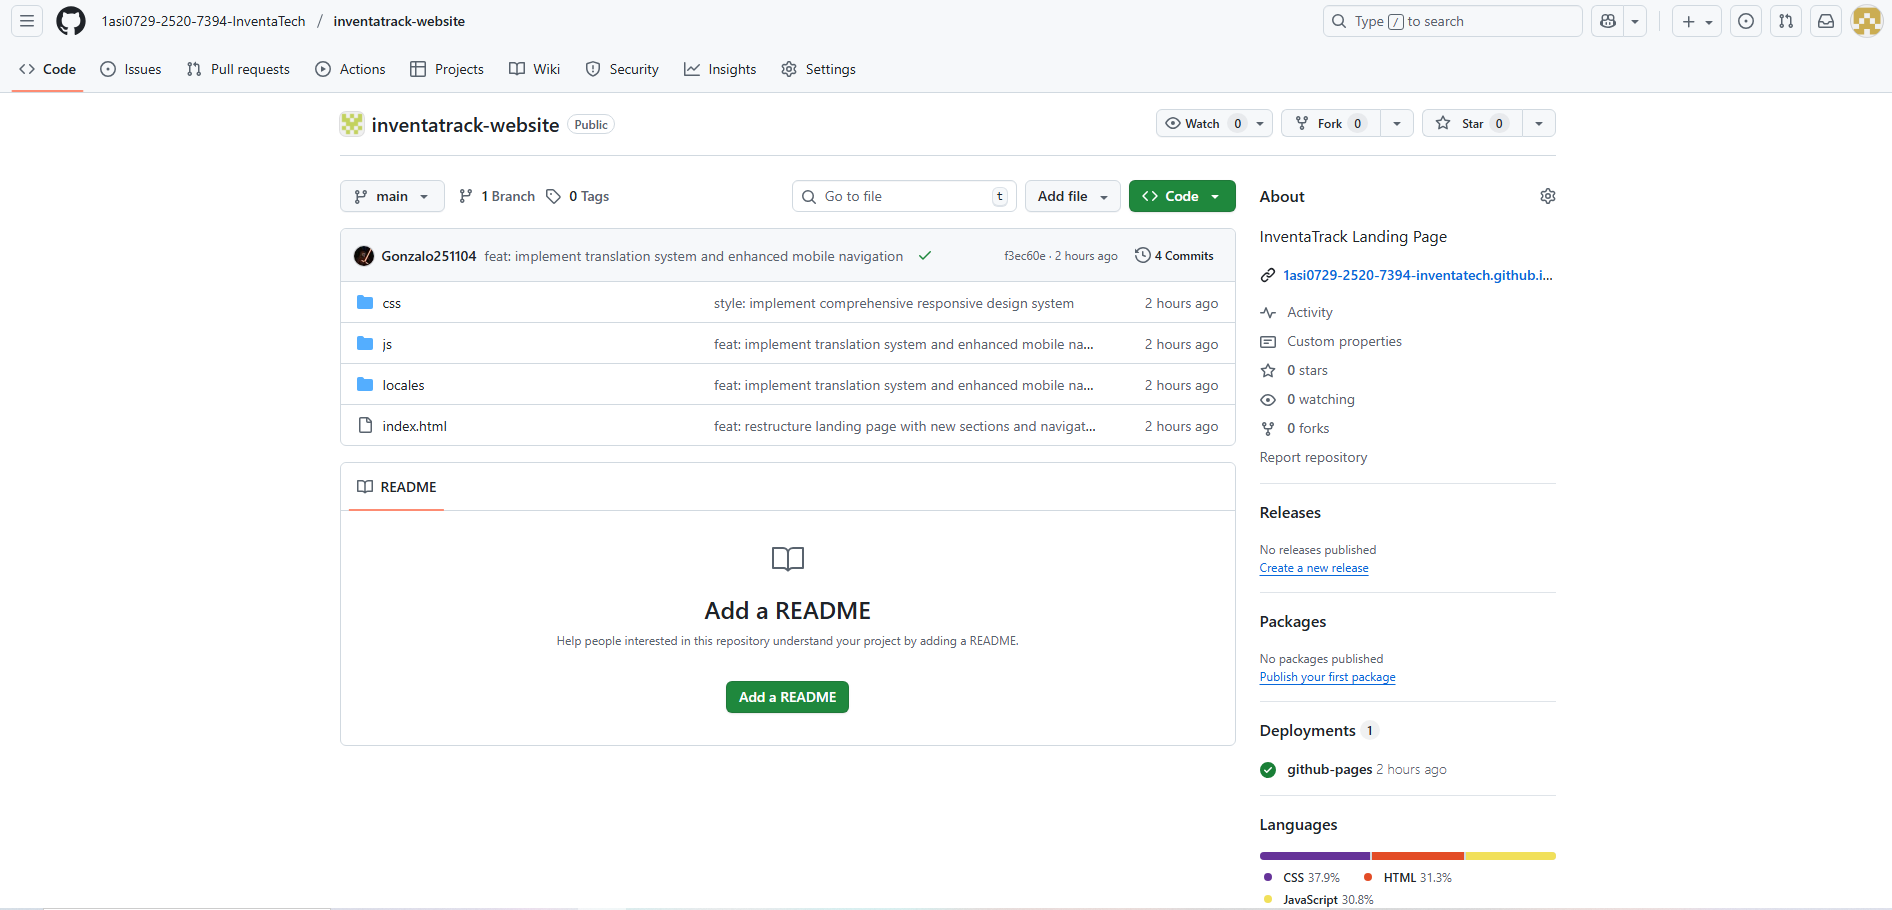 1asi0729-2520-7394-InventaTech / inventatrack-website
Type / to search
Code Issues Pull requests Actions Projects Wiki Security Insights Settings
inventatrack-website Public
Watch 0 Fork 0 Star 0
main 1 Branch 0 Tags Go to file t Add file Code
Gonzalo251104 feat: implement translation system and enhanced mobile navigation f3ec60e · 2 hours ago 4 Commits
css style: implement comprehensive responsive design system 2 hours ago
js feat: implement translation system and enhanced mobile na... 2 hours ago
locales feat: implement translation system and enhanced mobile na... 2 hours ago
index.html feat: restructure landing page with new sections and navigat... 2 hours ago
README
Add a README
Help people interested in this repository understand your project by adding a README.
Add a README
About
InventaTrack Landing Page
1asi0729-2520-7394-inventatech.github.i...
Activity
Custom properties
0 stars
0 watching
0 forks
Report repository
Releases
No releases published
Create a new release
Packages
No packages published
Publish your first package
Deployments 1
github-pages 2 hours ago
Languages
CSS 37.9% HTML 31.3%
JavaScript 30.8%